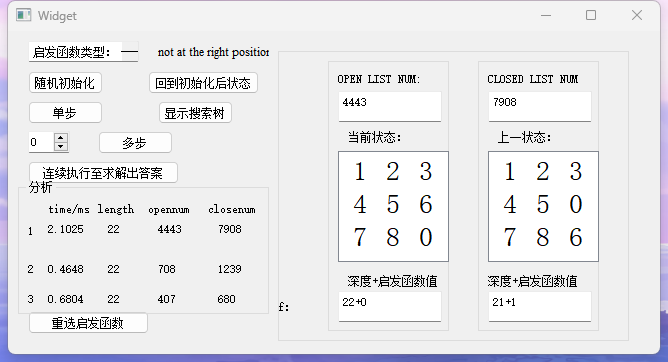 Widget
启发函数类型: — not at the right position
随机初始化 回到初始化后状态
单步 显示搜索树
0 多步
连续执行至求解出答案
分析
time/ms length opennum closenum
1 2.1025 22 4443 7908
2 0.4648 22 708 1239
3 0.6804 22 407 680
重选启发函数
f:
OPEN LIST NUM:
4443
当前状态:
1 2 3
4 5 6
7 8 0
深度+启发函数值
22+0
CLOSED LIST NUM
7908
上一状态:
1 2 3
4 5 0
7 8 6
深度+启发函数值
21+1